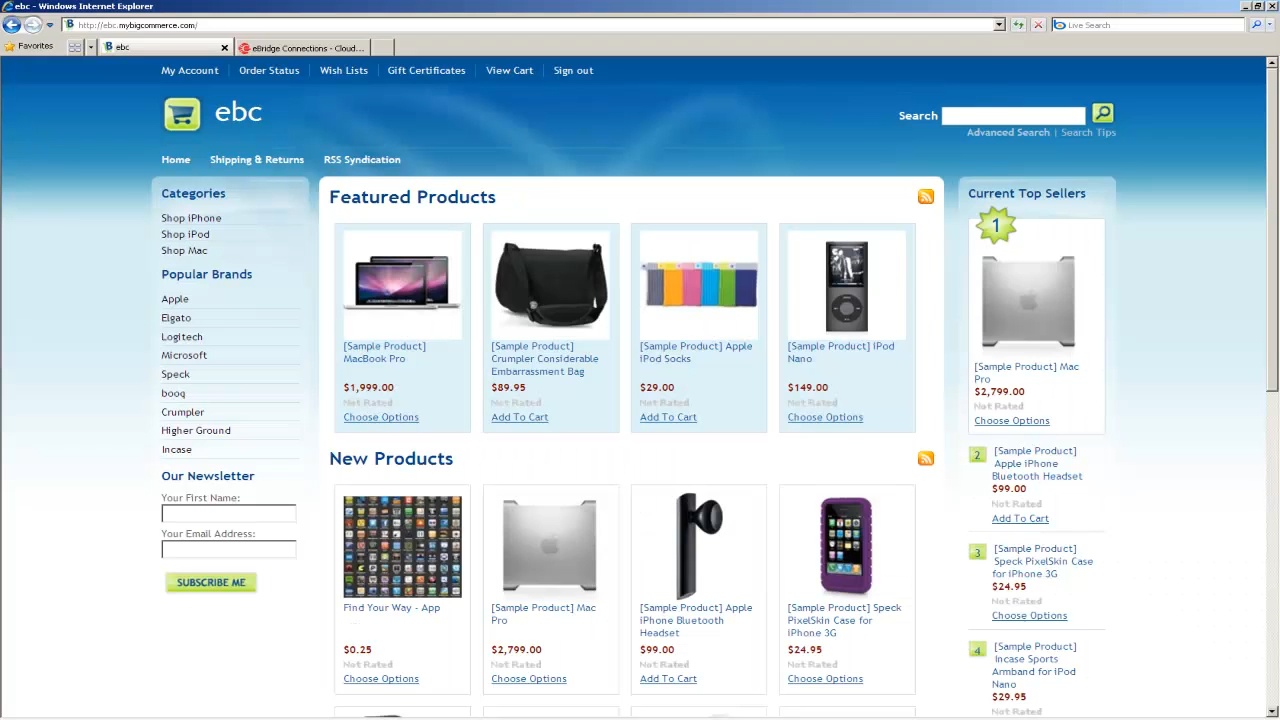 ebc - Windows Internet Explorer
http://ebc.mybigcommerce.com/
Live Search
Favorites
ebc
eBridge Connections - Cloud...
My Account
Order Status
Wish Lists
Gift Certificates
View Cart
Sign out
ebc
Search
Advanced Search | Search Tips
Home
Shipping & Returns
RSS Syndication
Categories
Shop iPhone
Shop iPod
Shop Mac
Popular Brands
Apple
Elgato
Logitech
Microsoft
Speck
booq
Crumpler
Higher Ground
Incase
Our Newsletter
Your First Name:
Your Email Address:
SUBSCRIBE ME
Featured Products
[Sample Product]
MacBook Pro
$1,999.00
Not Rated
Choose Options
[Sample Product]
Crumpler Considerable
Embarrassment Bag
$89.95
Not Rated
Add To Cart
[Sample Product] Apple
iPod Socks
$29.00
Not Rated
Add To Cart
[Sample Product] iPod
Nano
$149.00
Not Rated
Choose Options
New Products
Find Your Way - App
$0.25
Not Rated
Choose Options
[Sample Product] Mac
Pro
$2,799.00
Not Rated
Choose Options
[Sample Product] Apple
iPhone Bluetooth
Headset
$99.00
Not Rated
Add To Cart
[Sample Product] Speck
PixelSkin Case for
iPhone 3G
$24.95
Not Rated
Choose Options
Current Top Sellers
1
[Sample Product] Mac
Pro
$2,799.00
Not Rated
Choose Options
2
[Sample Product]
Apple iPhone
Bluetooth Headset
$99.00
Not Rated
Add To Cart
3
[Sample Product]
Speck PixelSkin Case
for iPhone 3G
$24.95
Not Rated
Choose Options
4
[Sample Product]
Incase Sports
Armband for iPod
Nano
$29.95
Not Rated